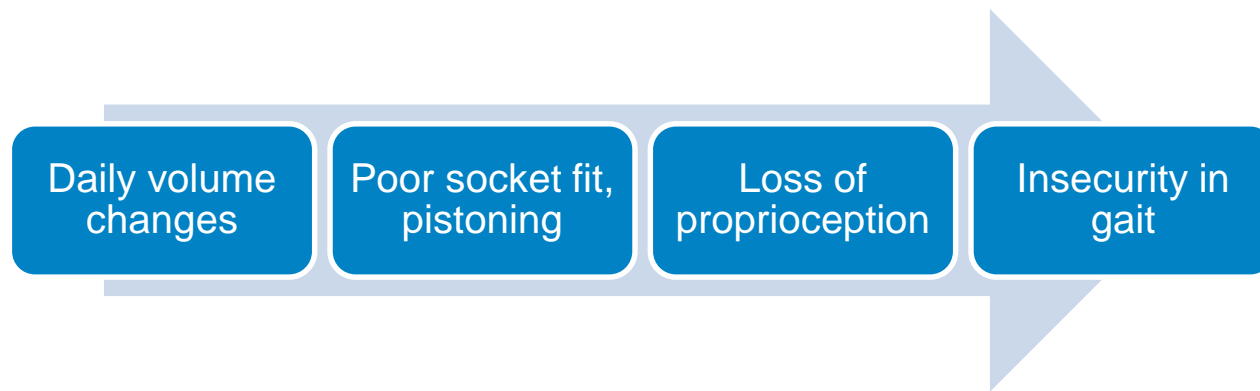 Daily volume
changes
Poor socket fit,
pistoning
Loss of
proprioception
Insecurity in
gait